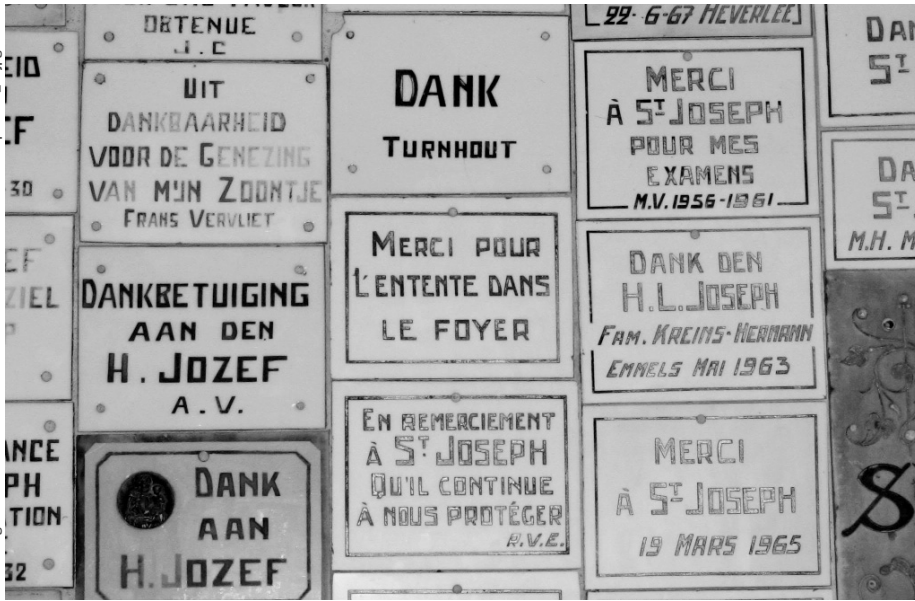 OBTENUE
J.C
UIT
DANKBAARHEID
VOOR DE GENEZING
VAN MIJN ZOONTJE
FRANS VERVLIET
DANKBETUIGING
AAN DEN
H. JOZEF
A.V.
DANK
AAN
H. JOZEF
DANK
TURNHOUT
MERCI POUR
L'ENTENTE DANS
LE FOYER
EN REMERCIEMENT
À ST JOSEPH
QU'IL CONTINUE
À NOUS PROTÉGER
R.V.E.
22-6-67 HEVERLEE
MERCI
À ST JOSEPH
POUR MES
EXAMENS
M.V. 1956-1961
DANK DEN
H.L. JOSEPH
FAM. KREINS-HERMANN
EMMELS MAI 1963
MERCI
À ST JOSEPH
19 MARS 1965
ST
ST
M.H.
S